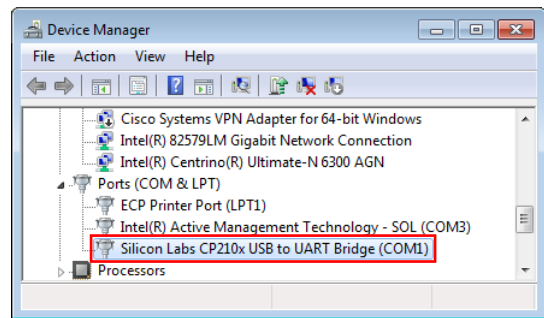 Device Manager
File Action View Help
Cisco Systems VPN Adapter for 64-bit Windows
Intel(R) 82579LM Gigabit Network Connection
Intel(R) Centrino(R) Ultimate-N 6300 AGN
Ports (COM & LPT)
ECP Printer Port (LPT1)
Intel(R) Active Management Technology - SOL (COM3)
Silicon Labs CP210x USB to UART Bridge (COM1)
Processors